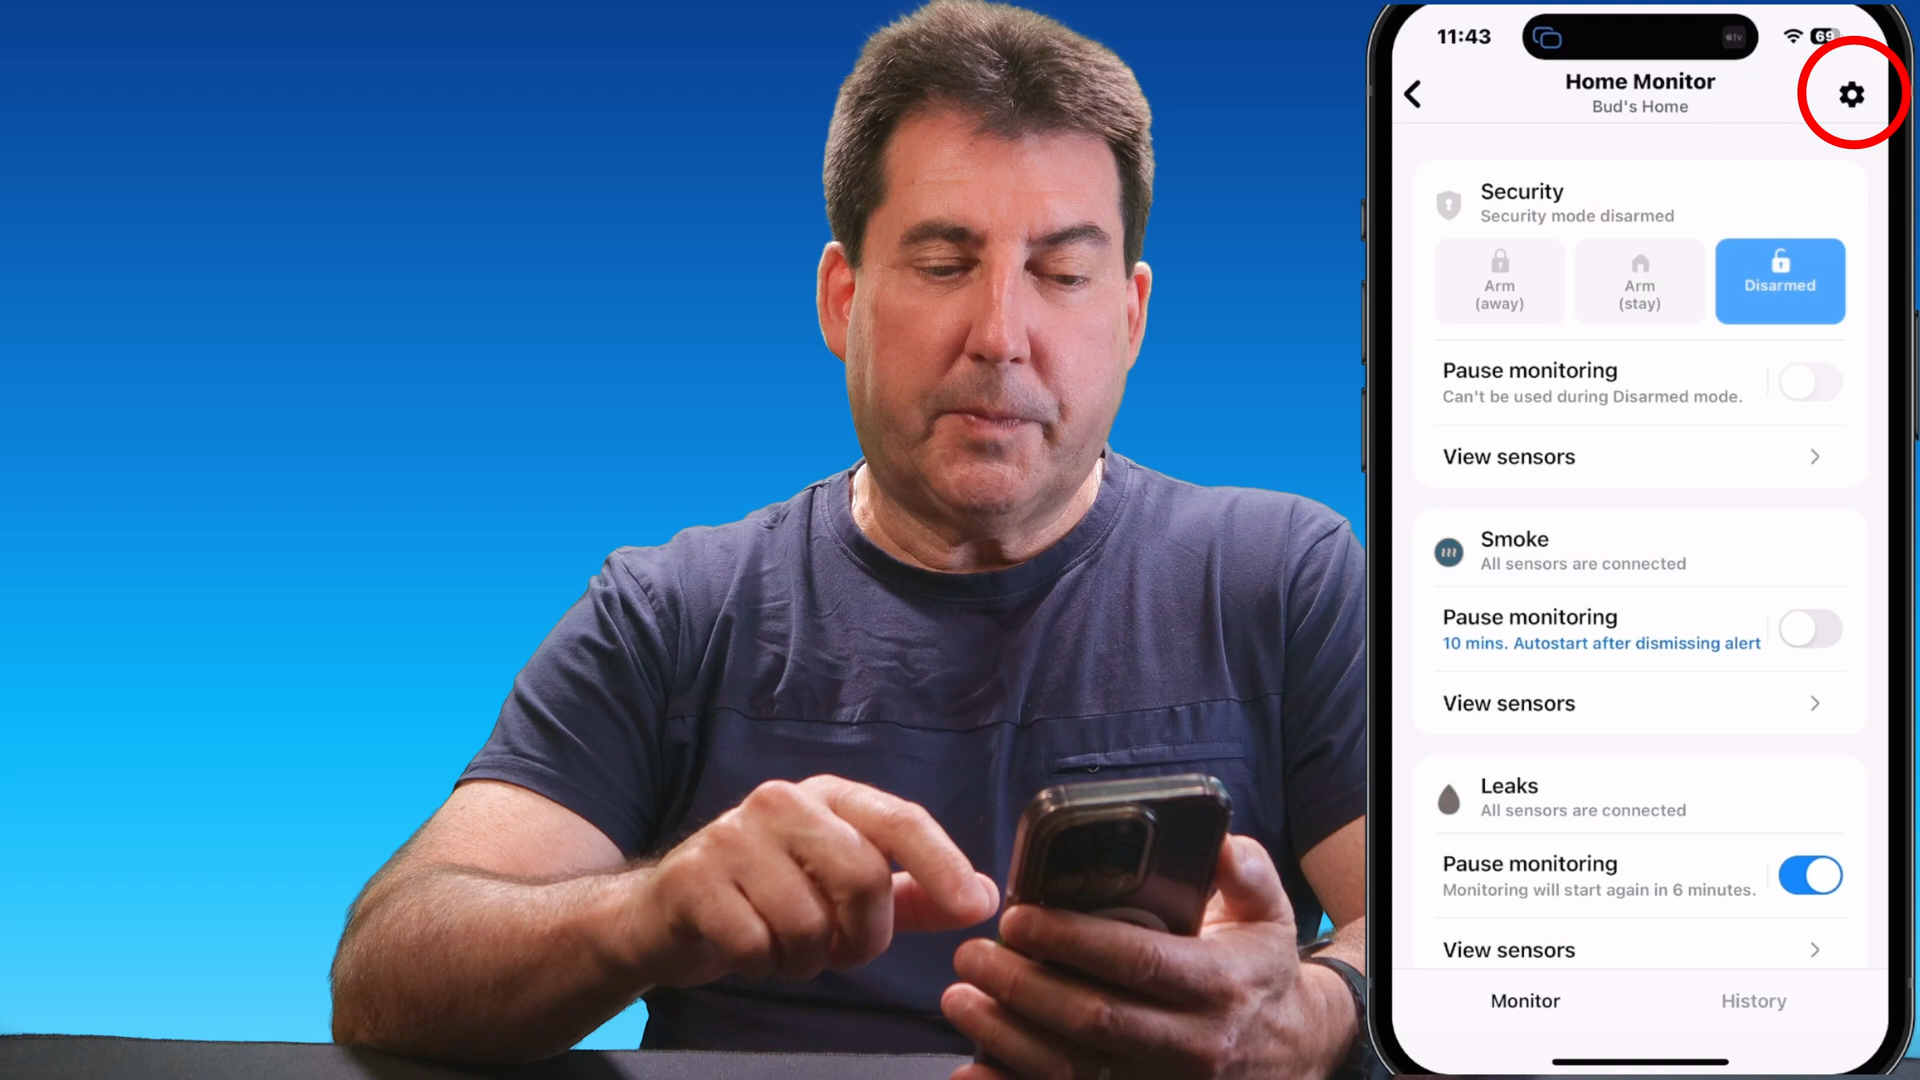 11:43
tv
69
Home Monitor
Bud's Home
Security
Security mode disarmed
Arm
(away)
Arm
(stay)
Disarmed
Pause monitoring
Can't be used during Disarmed mode.
View sensors
Smoke
All sensors are connected
Pause monitoring
10 mins. Autostart after dismissing alert
View sensors
Leaks
All sensors are connected
Pause monitoring
Monitoring will start again in 6 minutes.
View sensors
Monitor
History